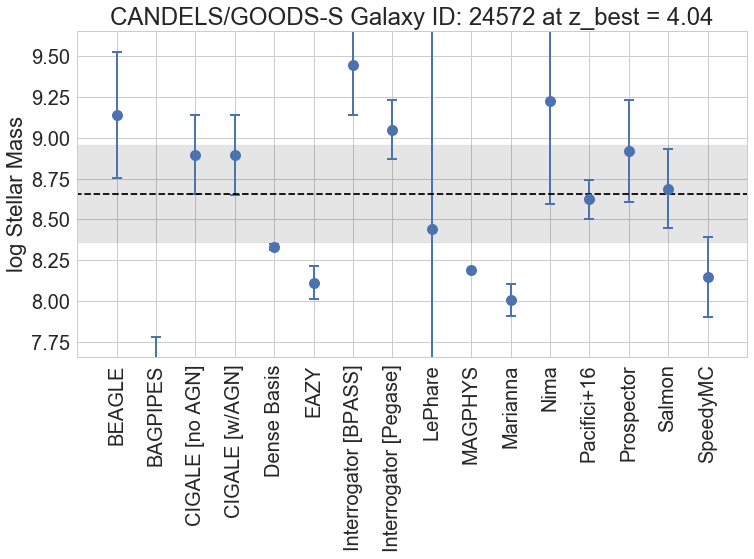 CANDELS/GOODS-S Galaxy ID: 24572 at z_best = 4.04
log Stellar Mass
9.50
9.25
9.00
8.75
8.50
8.25
8.00
7.75
BEAGLE
BAGPIPES
CIGALE [no AGN]
CIGALE [w/AGN]
Dense Basis
EAZY
Interrogator [BPASS]
Interrogator [Pegase]
LePhare
MAGPHYS
Marianna
Nima
Pacifici+16
Prospector
Salmon
SpeedyMC